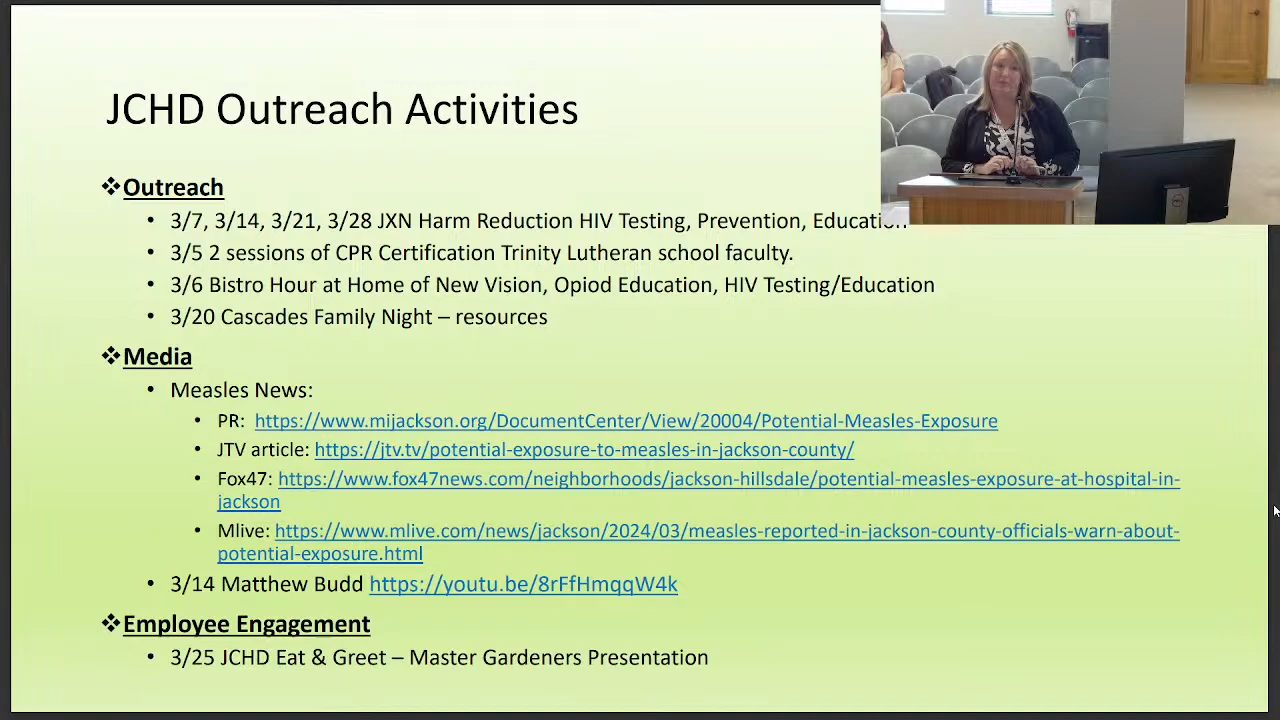 JCHD Outreach Activities
❖Outreach
• 3/7, 3/14, 3/21, 3/28 JXN Harm Reduction HIV Testing, Prevention, Education
• 3/5 2 sessions of CPR Certification Trinity Lutheran school faculty.
• 3/6 Bistro Hour at Home of New Vision, Opiod Education, HIV Testing/Education
• 3/20 Cascades Family Night – resources
❖Media
• Measles News:
• PR: https://www.mijackson.org/DocumentCenter/View/20004/Potential-Measles-Exposure
• JTV article: https://jtv.tv/potential-exposure-to-measles-in-jackson-county/
• Fox47: https://www.fox47news.com/neighborhoods/jackson-hillsdale/potential-measles-exposure-at-hospital-in-
jackson
• Mlive: https://www.mlive.com/news/jackson/2024/03/measles-reported-in-jackson-county-officials-warn-about-
potential-exposure.html
• 3/14 Matthew Budd https://youtu.be/8rFfHmqqW4k
❖Employee Engagement
• 3/25 JCHD Eat & Greet – Master Gardeners Presentation